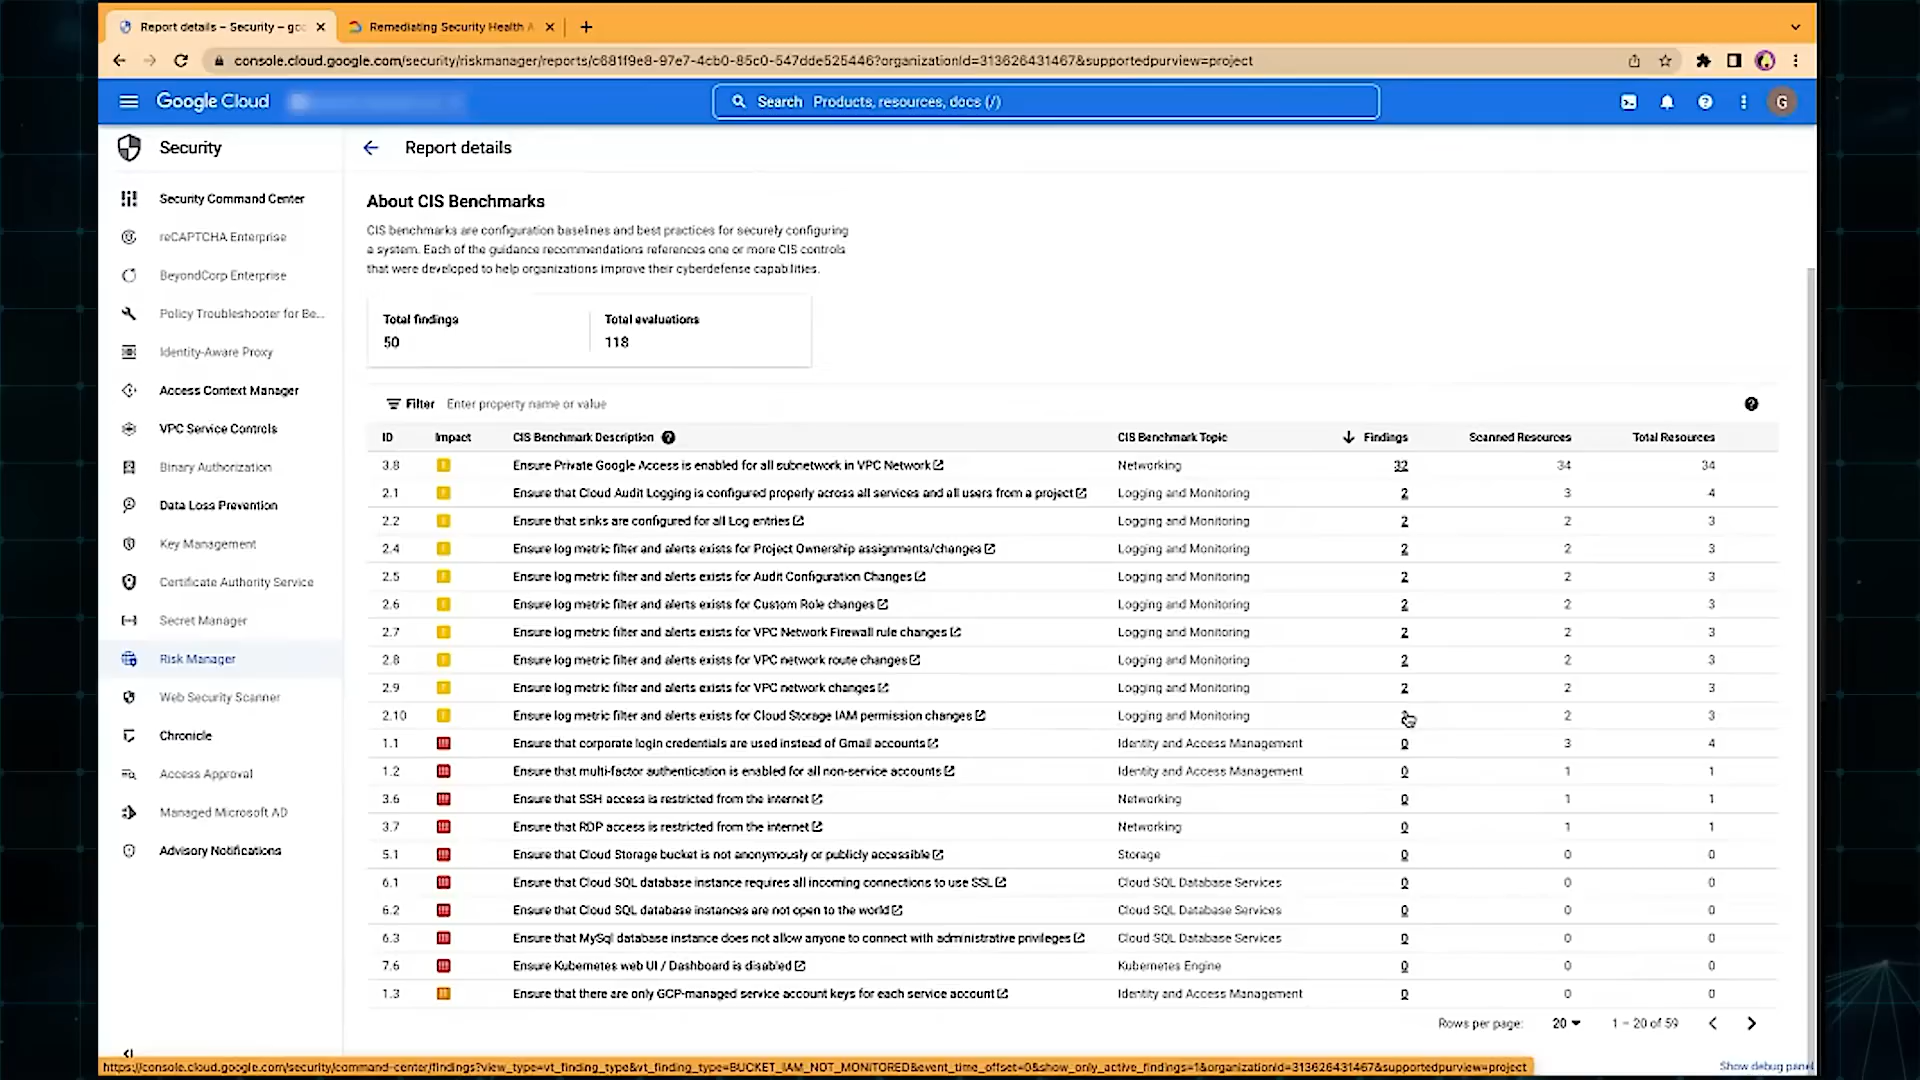 Report details – Security – goo
Remediating Security Health A
console.cloud.google.com/security/riskmanager/reports/c681f9e8-97e7-4cb0-85c0-547dde525446?organizationId=313626431467&supportedpurview=project
Google Cloud
Search Products, resources, docs (/)
G
Security
Report details
Security Command Center
reCAPTCHA Enterprise
BeyondCorp Enterprise
Policy Troubleshooter for Be...
Identity-Aware Proxy
Access Context Manager
VPC Service Controls
Binary Authorization
Data Loss Prevention
Key Management
Certificate Authority Service
Secret Manager
Risk Manager
Web Security Scanner
Chronicle
Access Approval
Managed Microsoft AD
Advisory Notifications
About CIS Benchmarks
CIS benchmarks are configuration baselines and best practices for securely configuring
a system. Each of the guidance recommendations references one or more CIS controls
that were developed to help organizations improve their cyberdefense capabilities.
Total findings Total evaluations
50 118
Filter Enter property name or value
ID Impact CIS Benchmark Description CIS Benchmark Topic Findings Scanned Resources Total Resources
3.8 Ensure Private Google Access is enabled for all subnetwork in VPC Network Networking 32 34 34
2.1 Ensure that Cloud Audit Logging is configured properly across all services and all users from a project Logging and Monitoring 2 3 4
2.2 Ensure that sinks are configured for all Log entries Logging and Monitoring 2 2 3
2.4 Ensure log metric filter and alerts exists for Project Ownership assignments/changes Logging and Monitoring 2 2 3
2.5 Ensure log metric filter and alerts exists for Audit Configuration Changes Logging and Monitoring 2 2 3
2.6 Ensure log metric filter and alerts exists for Custom Role changes Logging and Monitoring 2 2 3
2.7 Ensure log metric filter and alerts exists for VPC Network Firewall rule changes Logging and Monitoring 2 2 3
2.8 Ensure log metric filter and alerts exists for VPC network route changes Logging and Monitoring 2 2 3
2.9 Ensure log metric filter and alerts exists for VPC network changes Logging and Monitoring 2 2 3
2.10 Ensure log metric filter and alerts exists for Cloud Storage IAM permission changes Logging and Monitoring 2 3
1.1 Ensure that corporate login credentials are used instead of Gmail accounts Identity and Access Management 0 3 4
1.2 Ensure that multi-factor authentication is enabled for all non-service accounts Identity and Access Management 0 1 1
3.6 Ensure that SSH access is restricted from the internet Networking 0 1 1
3.7 Ensure that RDP access is restricted from the internet Networking 0 1 1
5.1 Ensure that Cloud Storage bucket is not anonymously or publicly accessible Storage 0 0 0
6.1 Ensure that Cloud SQL database instance requires all incoming connections to use SSL Cloud SQL Database Services 0 0 0
6.2 Ensure that Cloud SQL database instances are not open to the world Cloud SQL Database Services 0 0 0
6.3 Ensure that MySql database instance does not allow anyone to connect with administrative privileges Cloud SQL Database Services 0 0 0
7.6 Ensure Kubernetes web UI / Dashboard is disabled Kubernetes Engine 0 0 0
1.3 Ensure that there are only GCP-managed service account keys for each service account Identity and Access Management 0 0 0
Rows per page: 20 1 – 20 of 59
https://console.cloud.google.com/security/command-center/findings?view_type=vt_finding_type&vt_finding_type=BUCKET_IAM_NOT_MONITORED&event_time_offset=0&show_only_active_findings=1&organizationId=313626431467&supportedpurview=project
Show debug panel